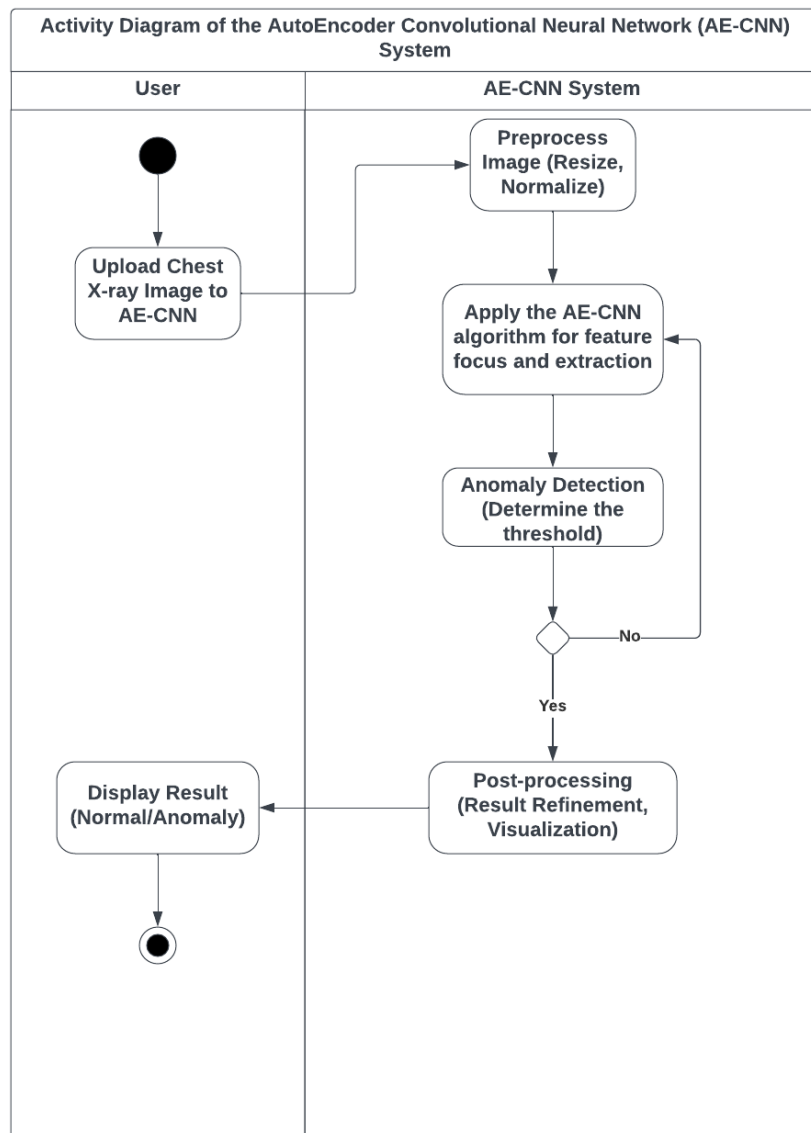 Activity Diagram of the AutoEncoder Convolutional Neural Network (AE-CNN)
System
User
AE-CNN System
Preprocess
Image (Resize,
Normalize)
Upload Chest
X-ray Image to
AE-CNN
Apply the AE-CNN
algorithm for feature
focus and extraction
Anomaly Detection
(Determine the
threshold)
No
Yes
Post-processing
(Result Refinement,
Visualization)
Display Result
(Normal/Anomaly)